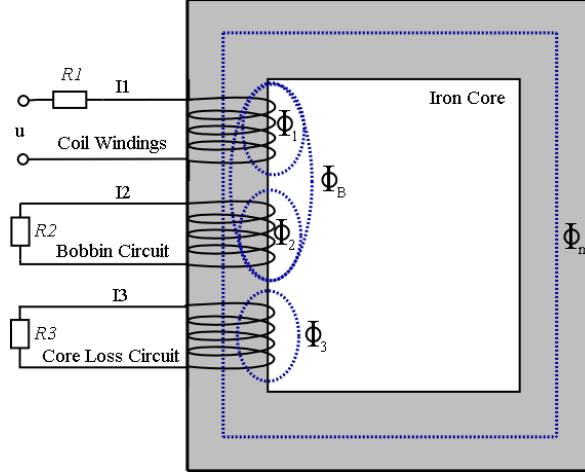 R1
I1
Iron Core
u
Coil Windings
Φ1
ΦB
I2
R2
Φ2
Φm
Bobbin Circuit
I3
R3
Φ3
Core Loss Circuit